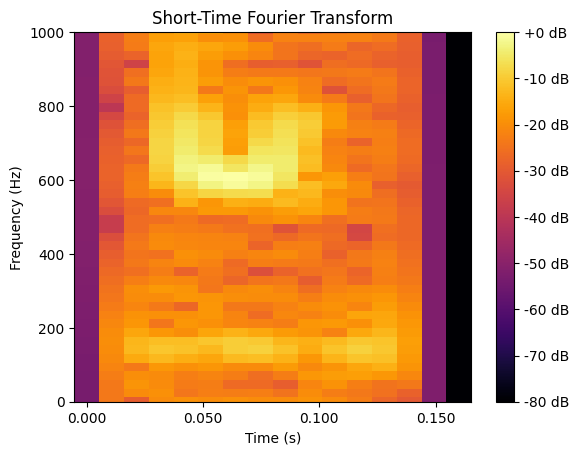 Short-Time Fourier Transform
1000
800
600
400
200
0
Frequency (Hz)
0.000
0.050
0.100
0.150
Time (s)
+0 dB
-10 dB
-20 dB
-30 dB
-40 dB
-50 dB
-60 dB
-70 dB
-80 dB